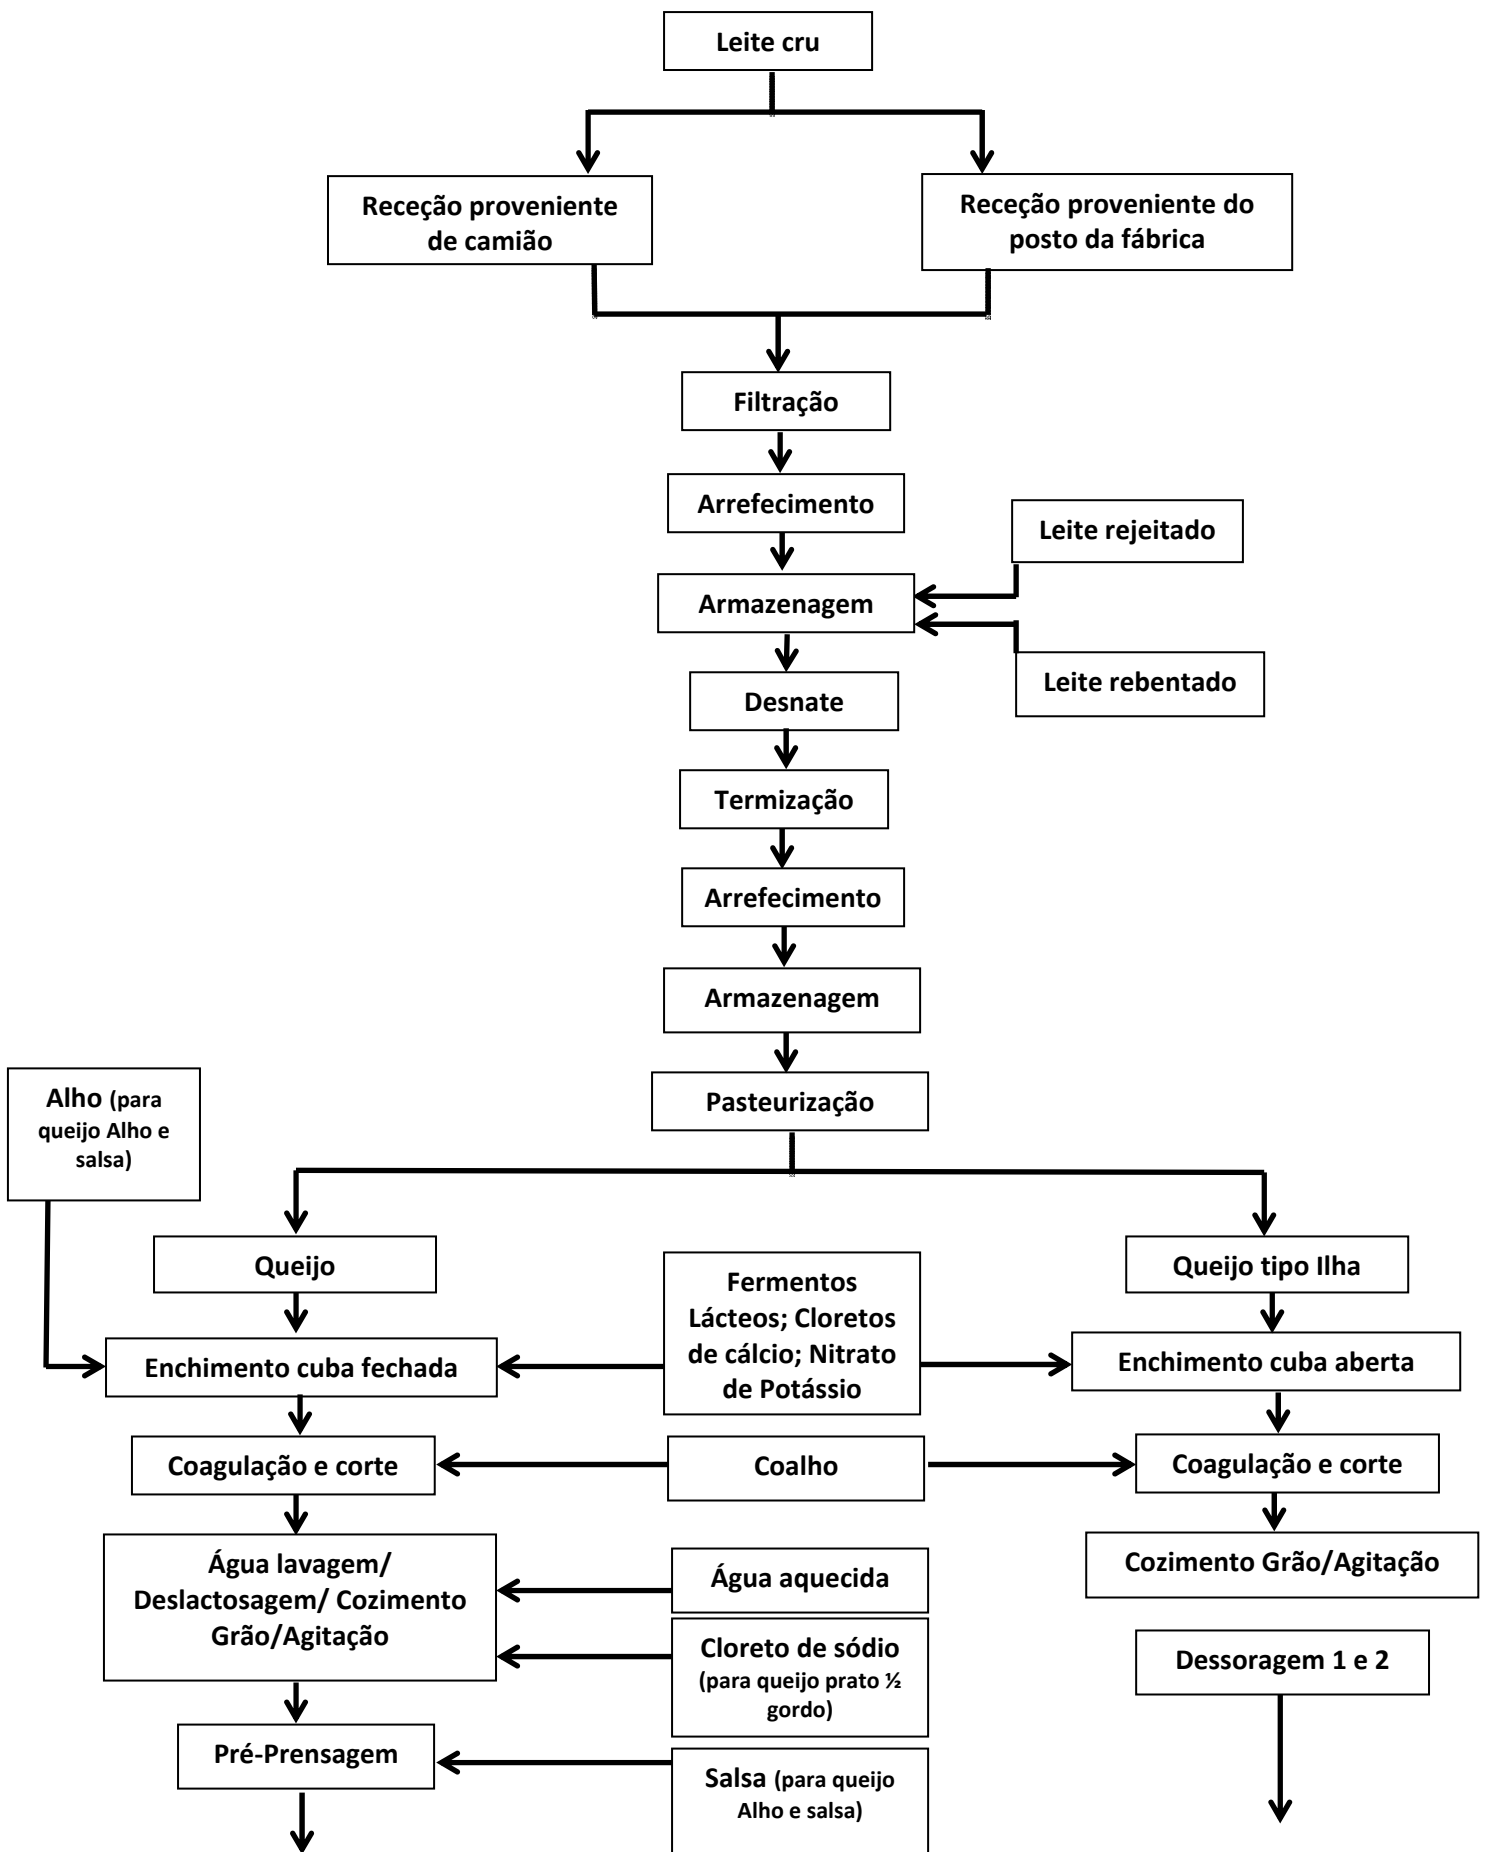 Leite cru
Receção proveniente
de camião
Receção proveniente do
posto da fábrica
Filtração
Arrefecimento
Leite rejeitado
Armazenagem
Leite rebentado
Desnate
Termização
Arrefecimento
Armazenagem
Alho (para
queijo Alho e
salsa)
Pasteurização
Queijo
Fermentos
Lácteos; Cloretos
de cálcio; Nitrato
de Potássio
Queijo tipo Ilha
Enchimento cuba fechada
Enchimento cuba aberta
Coagulação e corte
Coalho
Coagulação e corte
Água lavagem/
Deslactosagem/ Cozimento
Grão/Agitação
Água aquecida
Cozimento Grão/Agitação
Cloreto de sódio
(para queijo prato ½
gordo)
Dessoragem 1 e 2
Pré-Prensagem
Salsa (para queijo
Alho e salsa)